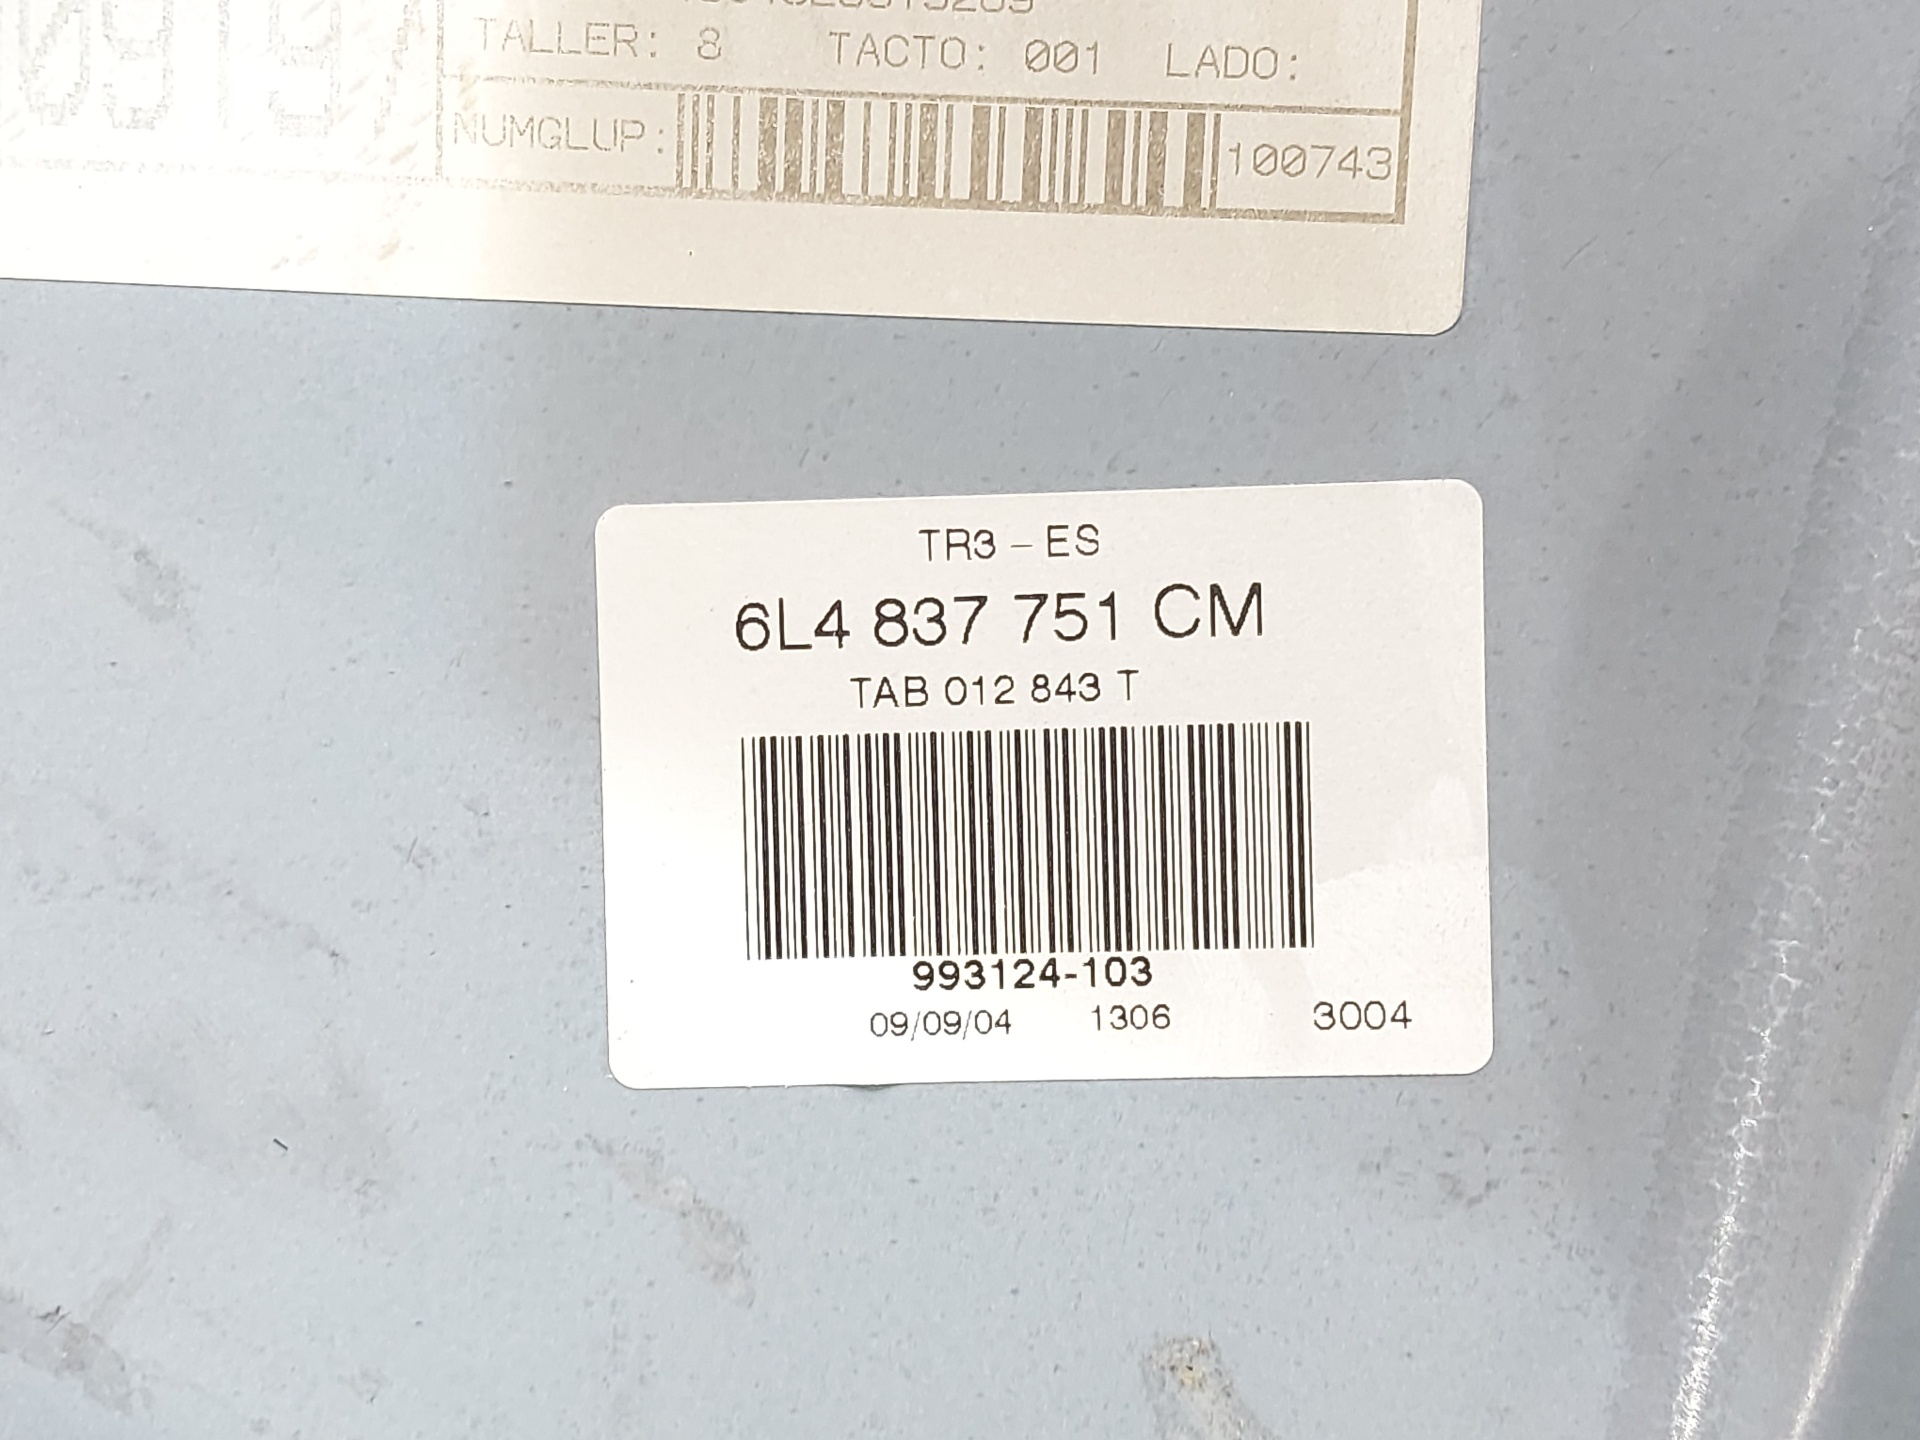 TALLER: 8 TACTO: 001 LADO:
NUMGLUP: 100743
TR3 - ES
6L4 837 751 CM
TAB 012 843 T
993124-103
09/09/04 1306 3004